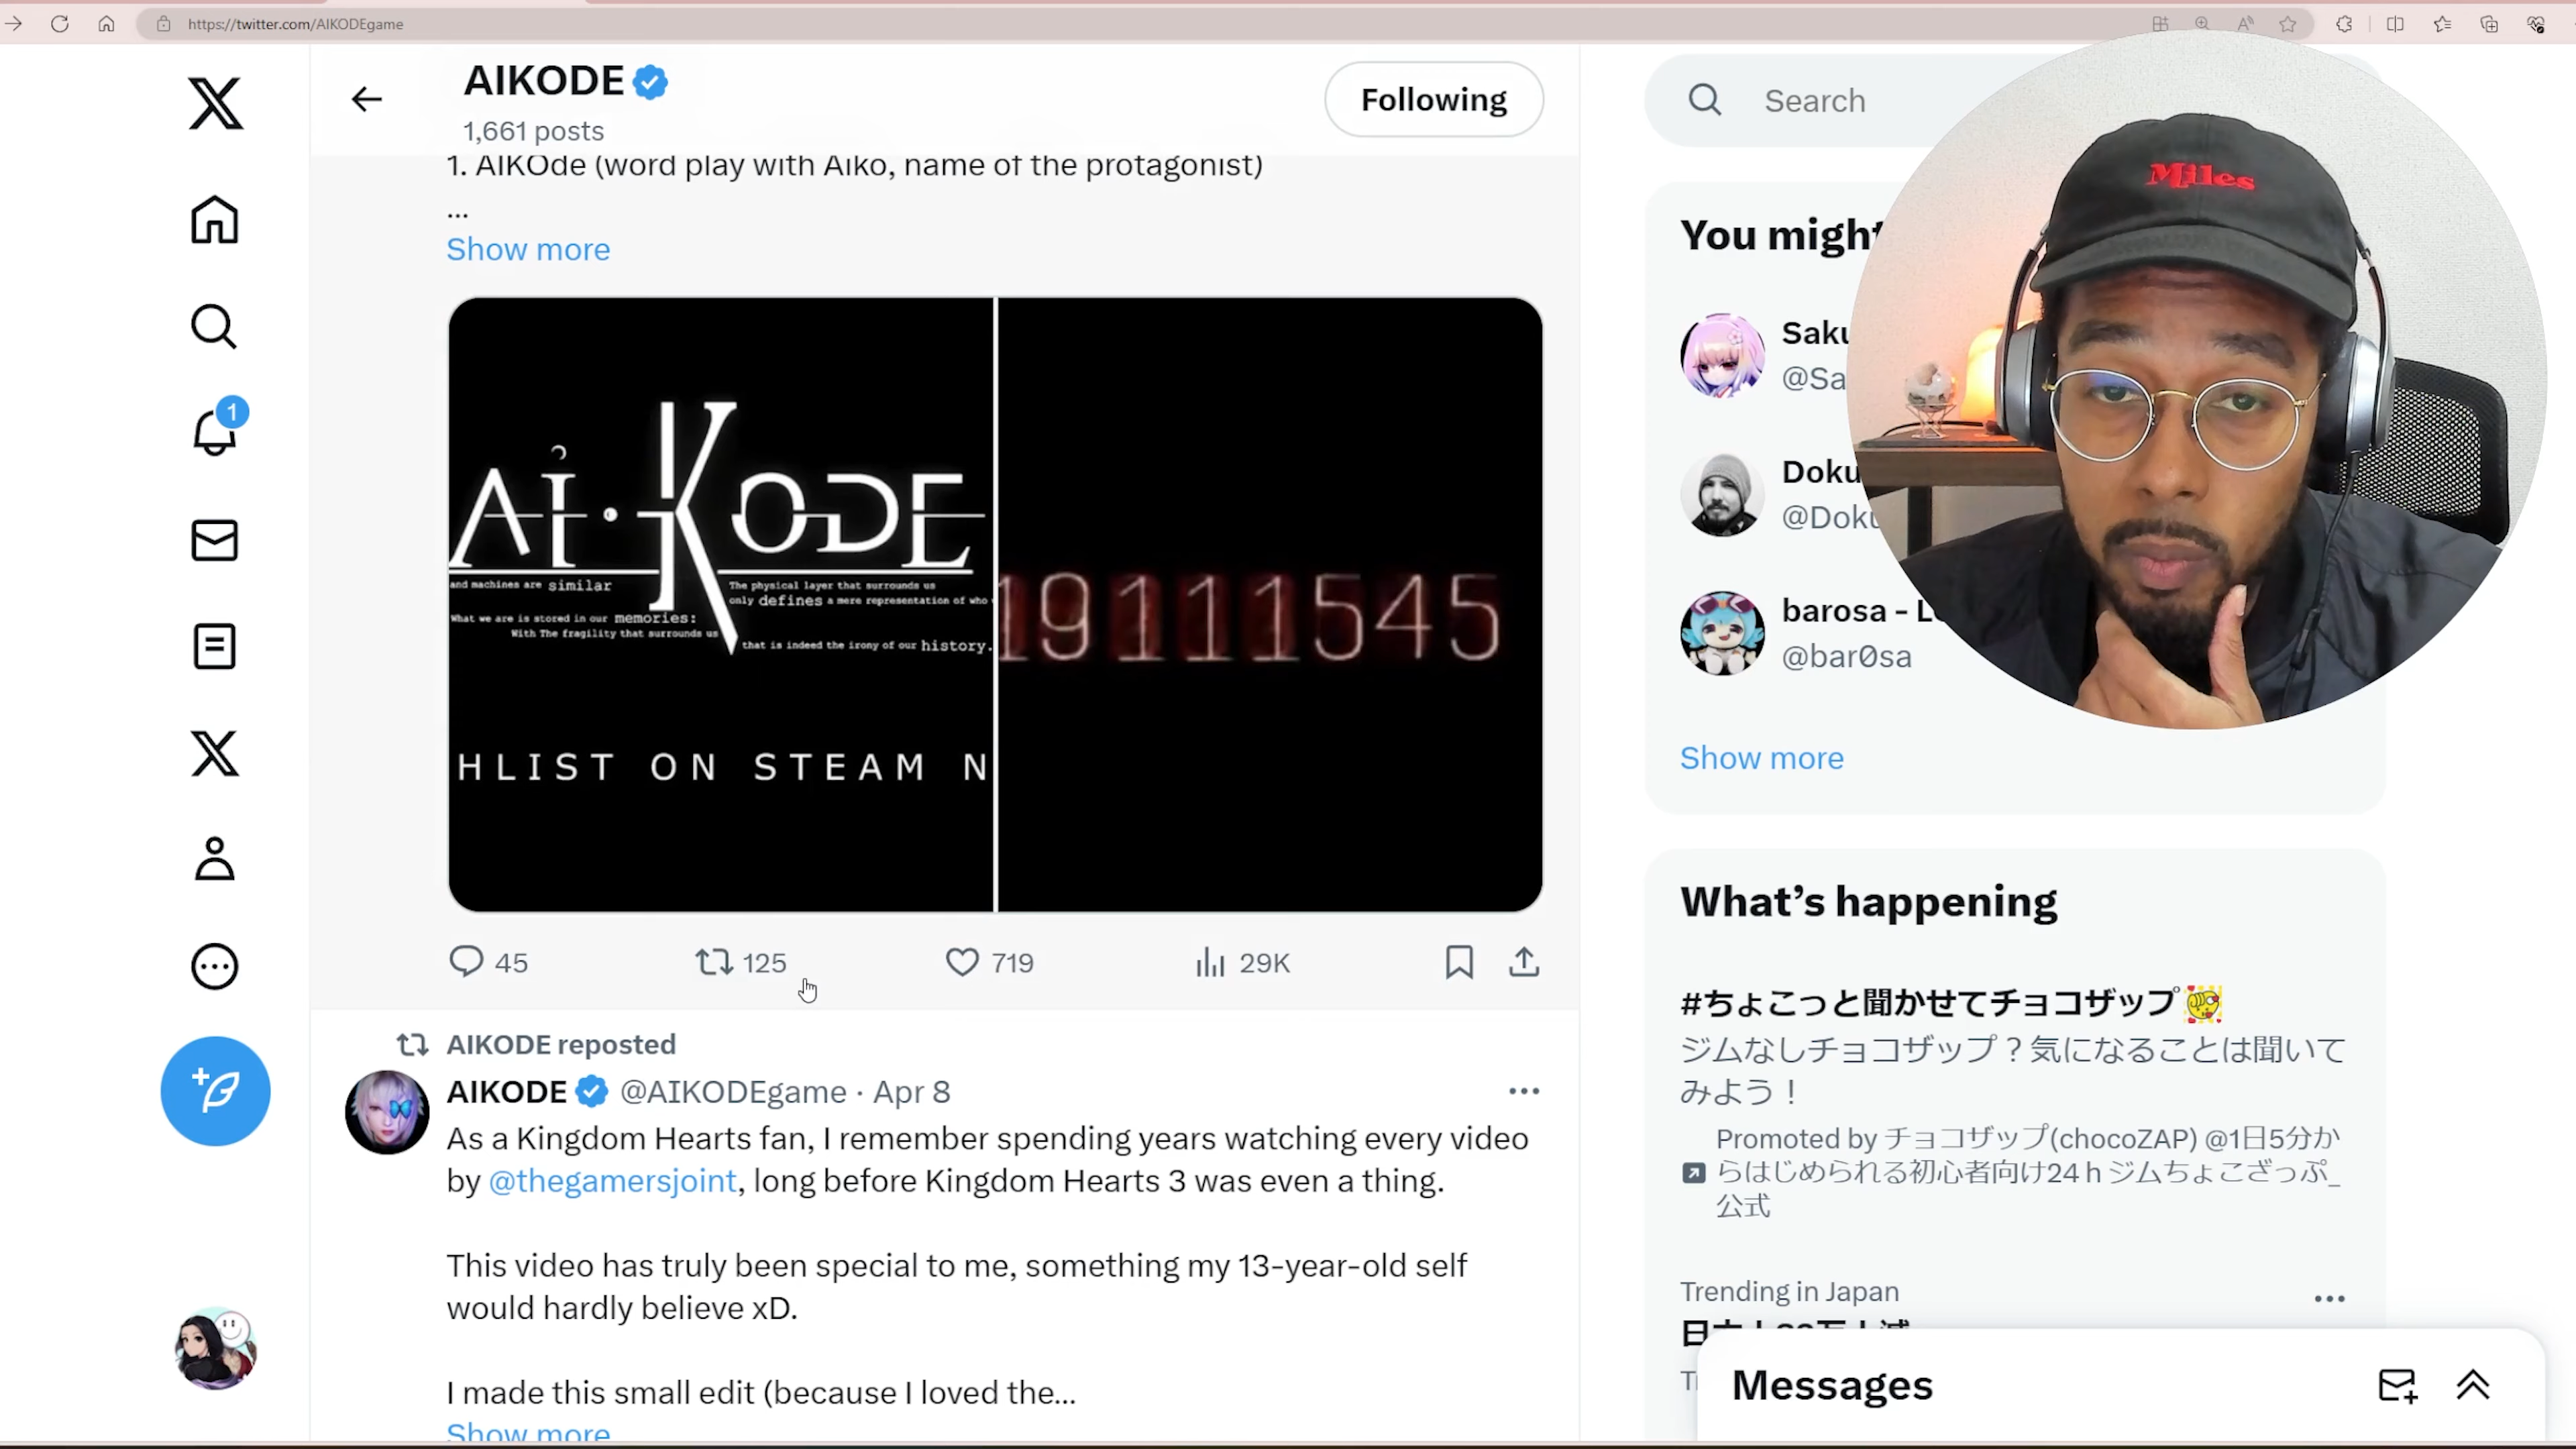 https://twitter.com/AIKODEgame
AIKODE
1,661 posts
Following
1. AIKOde (word play with Aiko, name of the protagonist)
...
Show more
Ai·KODE
and machines are similar
The physical layer that surrounds us
only defines a mere representation of who
What we are is stored in our memories:
With The fragility that surrounds us
that is indeed the irony of our history.
HLIST ON STEAM N
19111545
45
125
719
29K
AIKODE reposted
AIKODE @AIKODEgame · Apr 8
As a Kingdom Hearts fan, I remember spending years watching every video
by @thegamersjoint, long before Kingdom Hearts 3 was even a thing.
This video has truly been special to me, something my 13-year-old self
would hardly believe xD.
I made this small edit (because I loved the...
Show more
1
Search
Miles
You might
Saku
@Sa
Doku
@Doku
barosa - L
@bar0sa
Show more
What's happening
#ちょこっと聞かせてチョコザップ
ジムなしチョコザップ？気になることは聞いて
みよう！
Promoted by チョコザップ(chocoZAP) @1日5分か
らはじめられる初心者向け24ｈジムちょこざっぷ_
公式
Trending in Japan
Messages